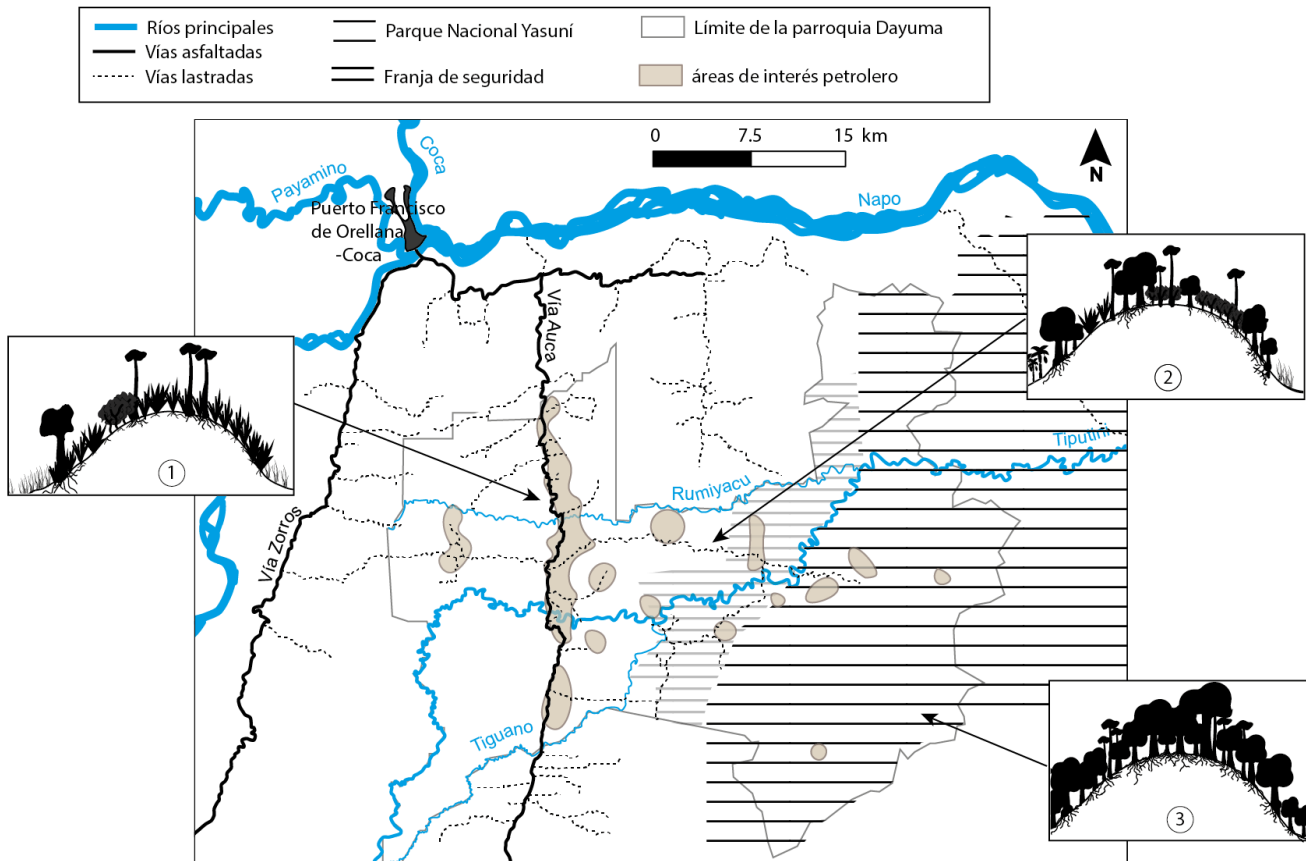 Ríos principales
Vías asfaltadas
Vías lastradas
Parque Nacional Yasuní
Franja de seguridad
Límite de la parroquia Dayuma
áreas de interés petrolero
0 7.5 15 km
N
Coca
Payamino
Napo
Puerto Francisco
de Orellana
-Coca
Vía Auca
1
2
Tiputini
Rumiyacu
Vía Zorros
Tiguano
3